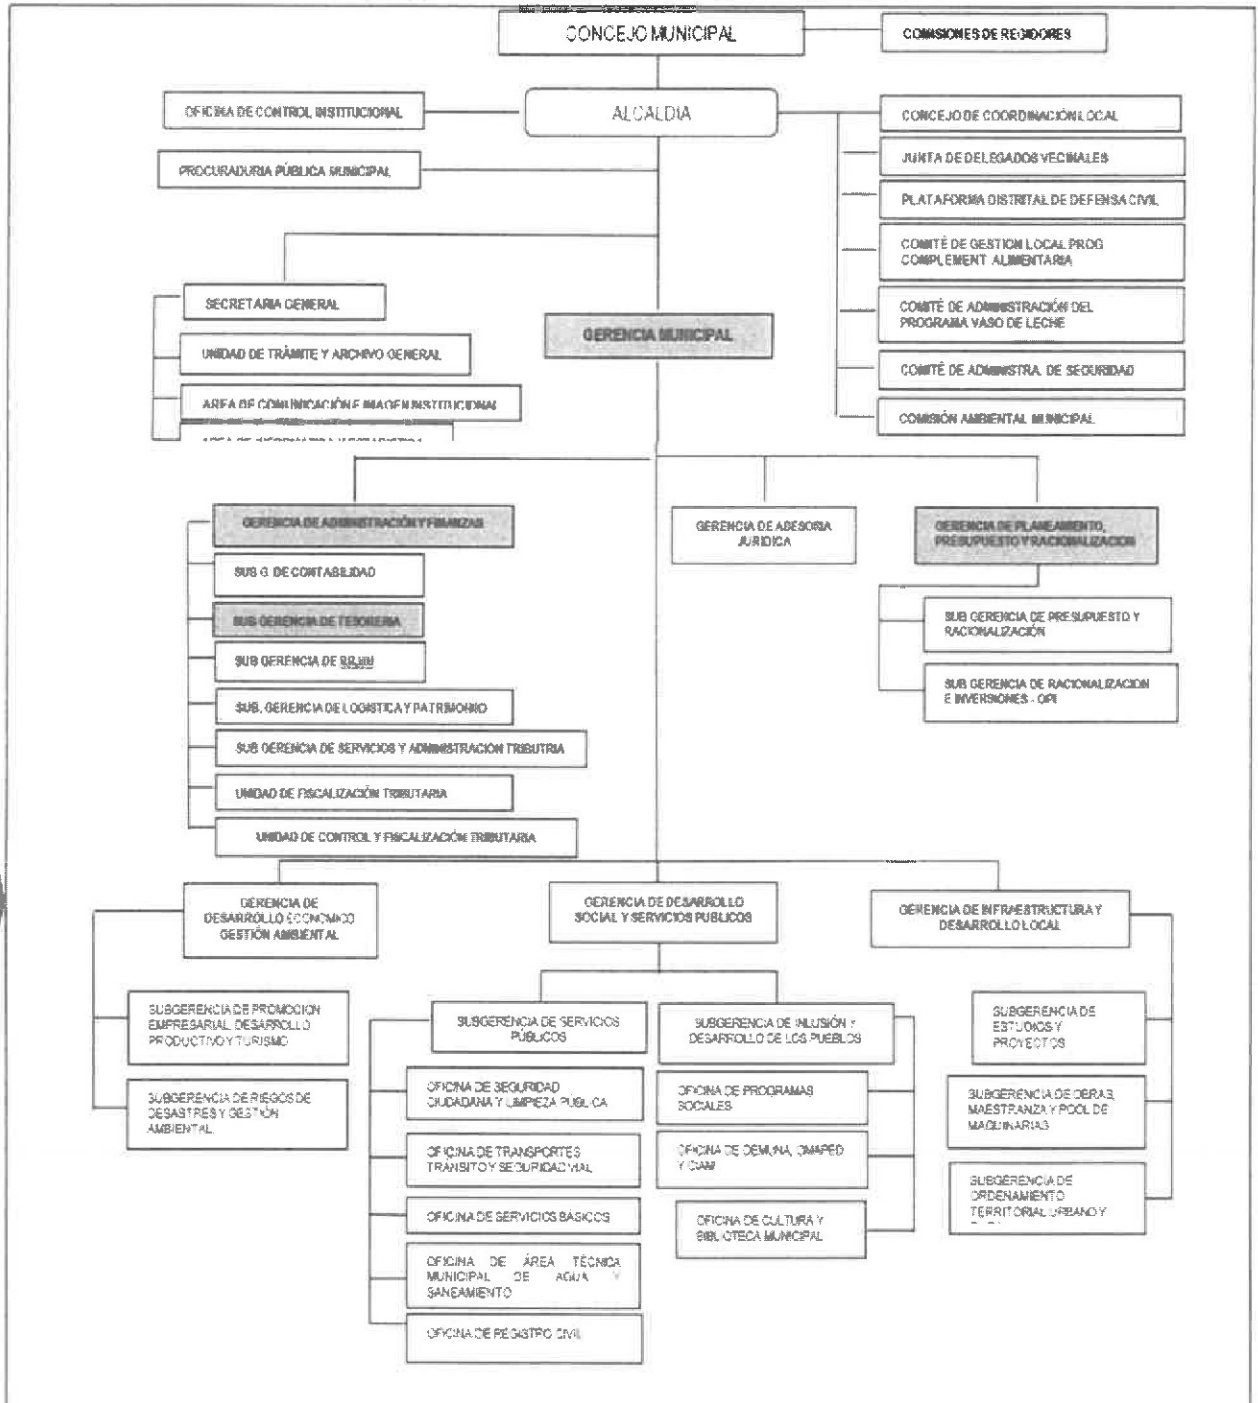 CONCEJO MUNICIPAL
COMISIONES DE REGIDORES
OFICINA DE CONTROL INSTITUCIONAL
ALCALDIA
CONCEJO DE COORDINACIÓN LOCAL
PROCURADURIA PÚBLICA MUNICIPAL
JUNTA DE DELEGADOS VECINALES
PLATAFORMA DISTRITAL DE DEFENSA CIVIL
COMITÉ DE GESTION LOCAL PROG
COMPLEMENT ALIMENTARIA
SECRETARIA GENERAL
COMITÉ DE ADMINISTRACIÓN DEL
PROGRAMA VASO DE LECHE
GERENCIA MUNICIPAL
UNIDAD DE TRÁMITE Y ARCHIVO GENERAL
COMITÉ DE ADMINISTRA. DE SEGURIDAD
AREA DE COMUNICACIÓN E IMAGEN INSTITUCIONAL
COMISIÓN AMBIENTAL MUNICIPAL
GERENCIA DE ADMINISTRACIÓN Y FINANZAS
GERENCIA DE ASESORIA
JURIDICA
GERENCIA DE PLANEAMIENTO,
PRESUPUESTO Y RACIONALIZACION
SUB G. DE CONTABILIDAD
SUB GERENCIA DE TESORERIA
SUB GERENCIA DE RR.HH
SUB. GERENCIA DE LOGISTICA Y PATRIMONIO
SUB GERENCIA DE SERVICIOS Y ADMINISTRACIÓN TRIBUTRIA
UNIDAD DE FISCALIZACIÓN TRIBUTARIA
UNIDAD DE CONTROL Y FISCALIZACIÓN TRIBUTARIA
SUB GERENCIA DE PRESUPUESTO Y
RACIONALIZACIÓN
SUB GERENCIA DE RACIONALIZACION
E INVERSIONES - OPI
GERENCIA DE
DESARROLLO ECONOMICO
GESTIÓN AMBIENTAL
GERENCIA DE DESARROLLO
SOCIAL Y SERVICIOS PUBLICOS
GERENCIA DE INFRAESTRUCTURA Y
DESARROLLO LOCAL
SUBGERENCIA DE PROMOCION
EMPRESARIAL, DESARROLLO
PRODUCTIVO Y TURISMO
SUBGERENCIA DE RIEGOS DE
DESASTRES Y GESTIÓN
AMBIENTAL
SUBGERENCIA DE SERVICIOS
PÚBLICOS
OFICINA DE SEGURIDAD
CIUDADANA Y LIMPIEZA PUBLICA
OFICINA DE TRANSPORTES
TRANSITO Y SEGURIDAD VIAL
OFICINA DE SERVICIOS BASICOS
OFICINA DE ÁREA TÉCNICA
MUNICIPAL DE AGUA Y
SANEAMIENTO
OFICINA DE REGISTRO CIVIL
SUBGERENCIA DE INLUSIÓN Y
DESARROLLO DE LOS PUEBLOS
OFICINA DE PROGRAMAS
SOCIALES
OFICINA DE DEMUNA, OMAPED
Y CIAM
OFICINA DE CULTURA Y
BIBLIOTECA MUNICIPAL
SUBGERENCIA DE
ESTUDIOS Y
PROYECTOS
SUBGERENCIA DE OBRAS,
MAESTRANZA Y POOL DE
MAQUINARIAS
SUBGERENCIA DE
ORDENAMIENTO
TERRITORIAL URBANO Y